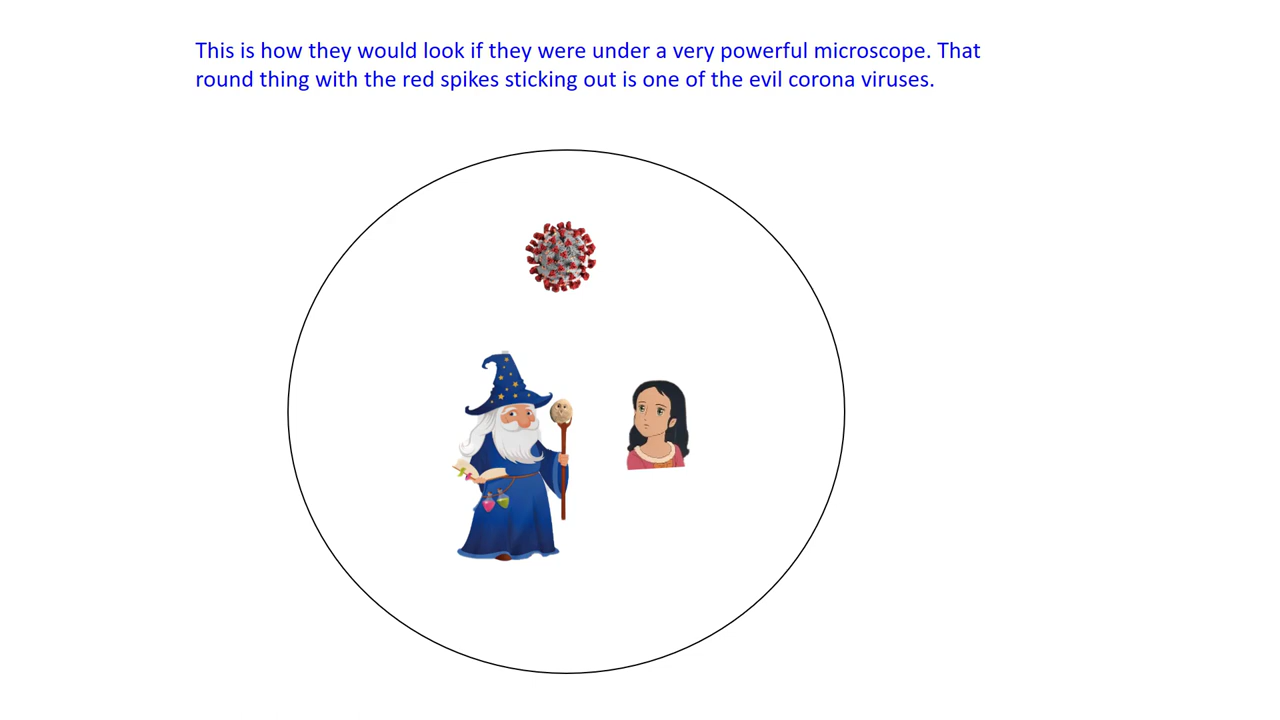 This is how they would look if they were under a very powerful microscope. That
round thing with the red spikes sticking out is one of the evil corona viruses.